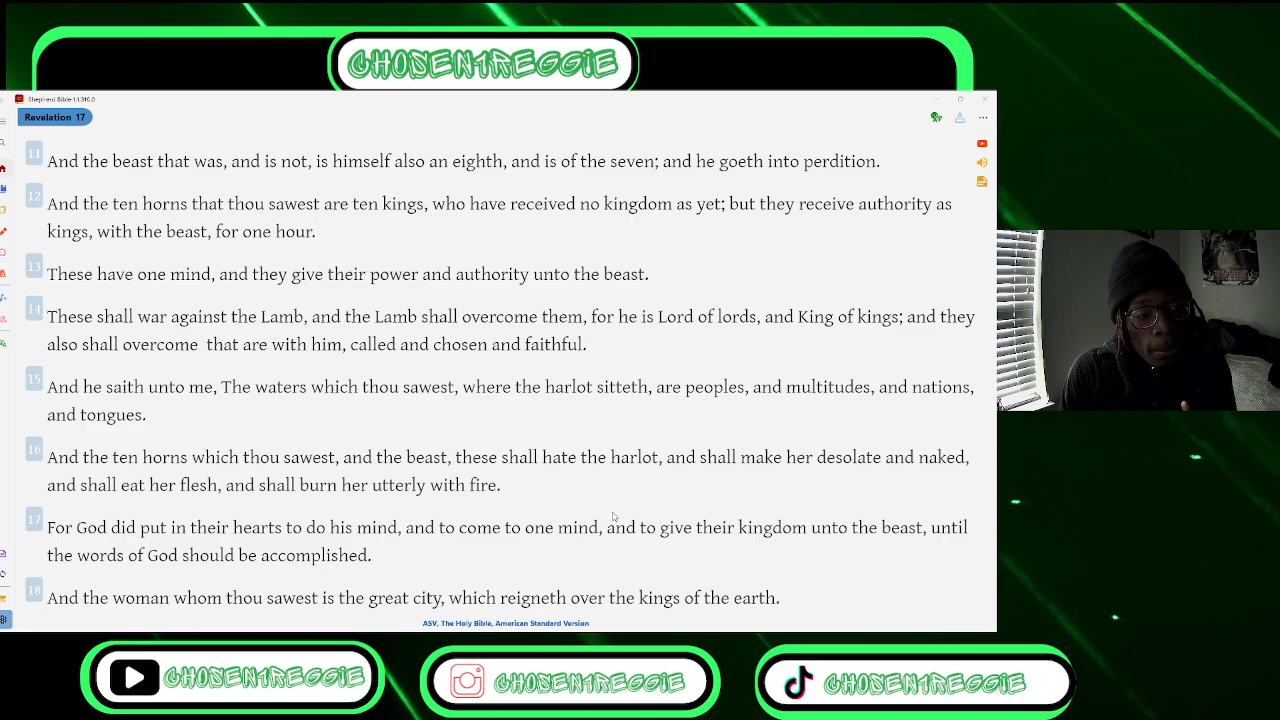 CHOSEN1REGGIE
Shepherd Bible 1.1.316.0
Revelation 17
11 And the beast that was, and is not, is himself also an eighth, and is of the seven; and he goeth into perdition.
12 And the ten horns that thou sawest are ten kings, who have received no kingdom as yet; but they receive authority as
kings, with the beast, for one hour.
13 These have one mind, and they give their power and authority unto the beast.
14 These shall war against the Lamb, and the Lamb shall overcome them, for he is Lord of lords, and King of kings; and they
also shall overcome that are with him, called and chosen and faithful.
15 And he saith unto me, The waters which thou sawest, where the harlot sitteth, are peoples, and multitudes, and nations,
and tongues.
16 And the ten horns which thou sawest, and the beast, these shall hate the harlot, and shall make her desolate and naked,
and shall eat her flesh, and shall burn her utterly with fire.
17 For God did put in their hearts to do his mind, and to come to one mind, and to give their kingdom unto the beast, until
the words of God should be accomplished.
18 And the woman whom thou sawest is the great city, which reigneth over the kings of the earth.
ASV, The Holy Bible, American Standard Version
CHOSEN1REGGIE
CHOSEN1REGGIE
CHOSEN1REGGIE